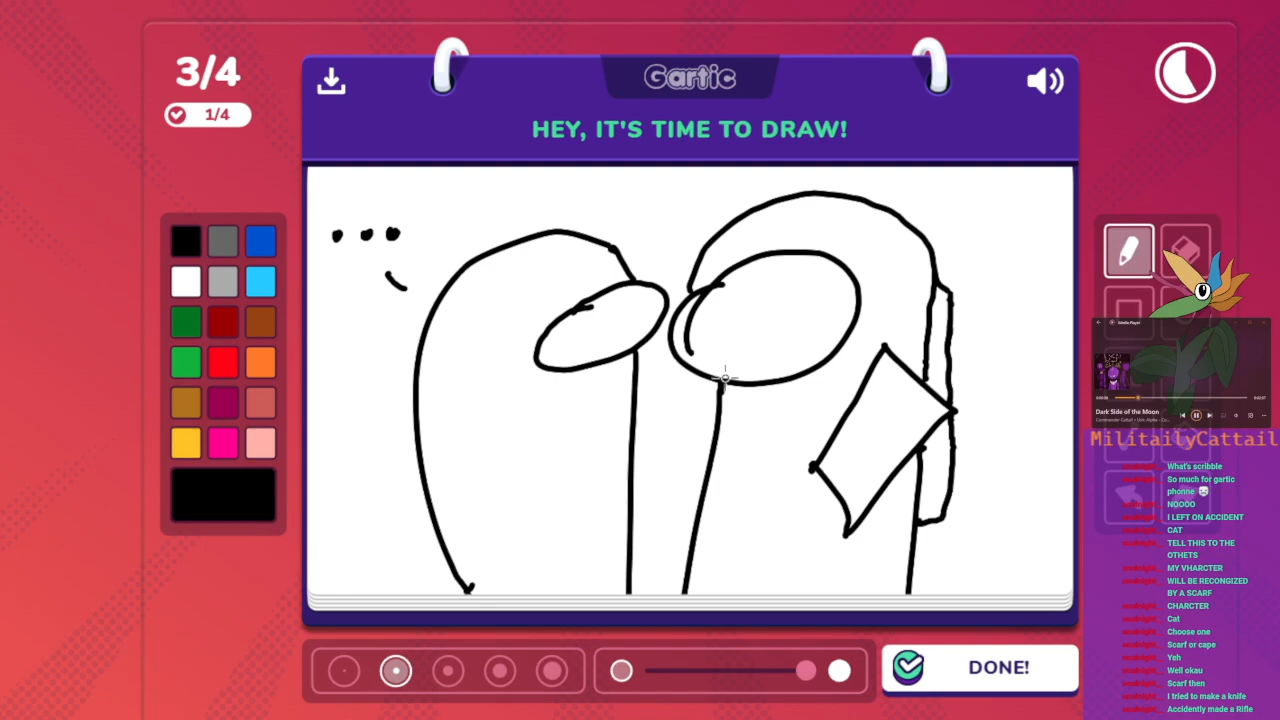 3/4
1/4
Gartic
HEY, IT'S TIME TO DRAW!
Dark Side of the Moon
MilitailyCattail
What's scribble
So much for gartic
phonne
NOOOO
I LEFT ON ACCIDENT
CAT
TELL THIS TO THE
OTHETS
MY VHARCTER
WILL BE RECONGIZED
BY A SCARF
CHARCTER
Cat
Choose one
Scarf or cape
Yeh
Well okau
Scarf then
I tried to make a knife
Accidently made a Rifle
DONE!